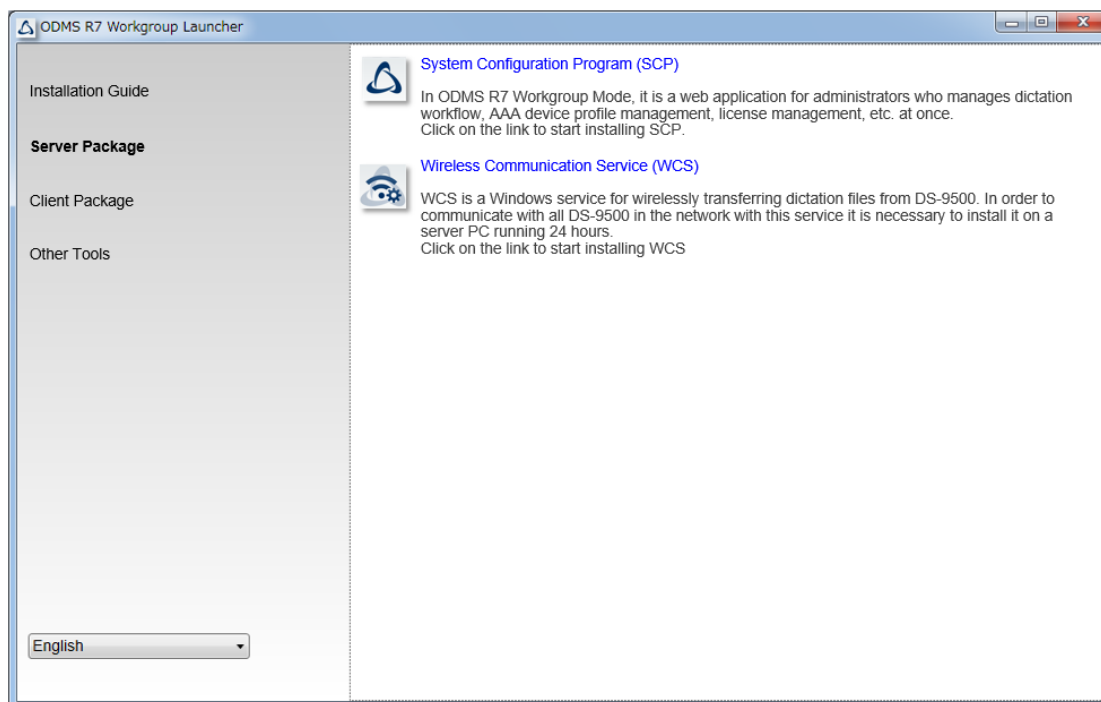 ODMS R7 Workgroup Launcher
Installation Guide
Server Package
Client Package
Other Tools
English
System Configuration Program (SCP)
In ODMS R7 Workgroup Mode, it is a web application for administrators who manages dictation
workflow, AAA device profile management, license management, etc. at once.
Click on the link to start installing SCP.
Wireless Communication Service (WCS)
WCS is a Windows service for wirelessly transferring dictation files from DS-9500. In order to
communicate with all DS-9500 in the network with this service it is necessary to install it on a
server PC running 24 hours.
Click on the link to start installing WCS